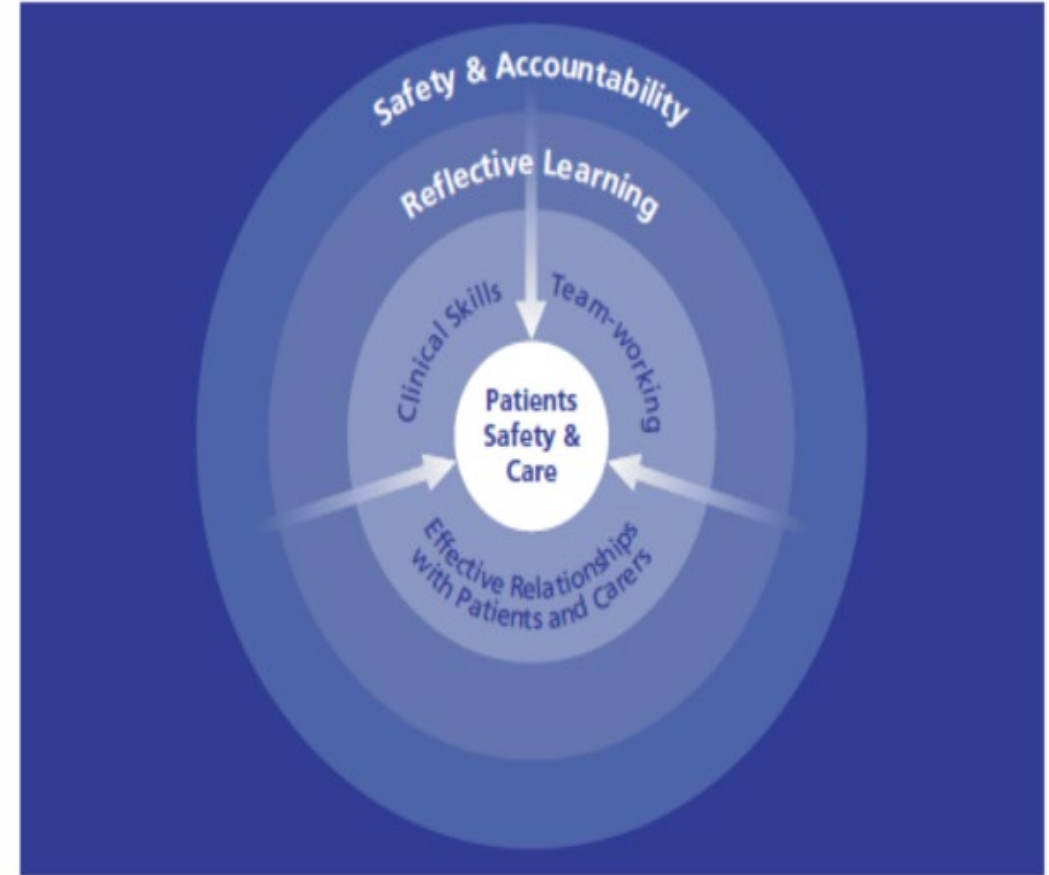 Safety & Accountability
Reflective Learning
Clinical Skills
Team-working
Patients
Safety &
Care
Effective Relationships
with Patients and Carers